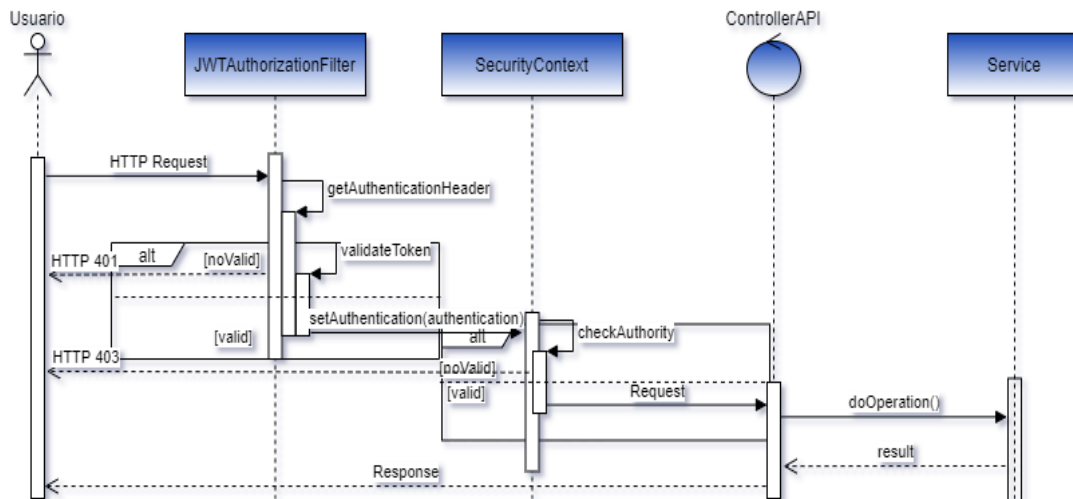 Usuario
JWTAuthorizationFilter
SecurityContext
ControllerAPI
Service
HTTP Request
getAuthenticationHeader
alt
validateToken
HTTP 401
[noValid]
setAuthentication(authentication)
[valid]
alt
checkAuthority
HTTP 403
[noValid]
[valid]
Request
doOperation()
result
Response